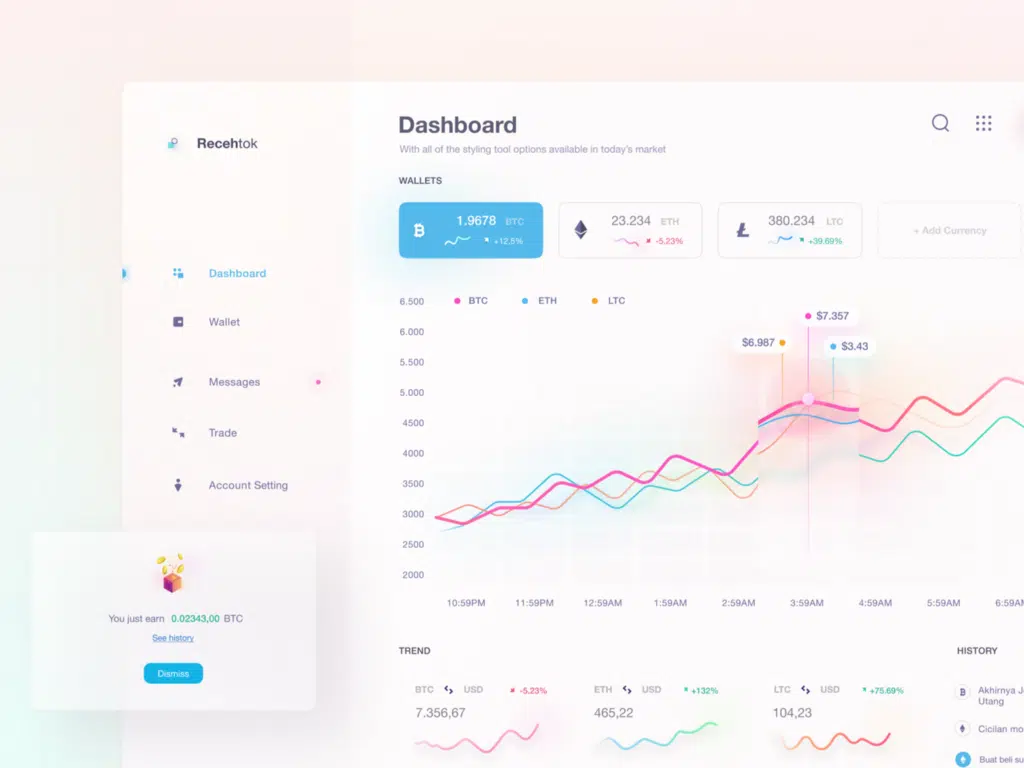 Recehtok
Dashboard
Wallet
Messages
Trade
Account Setting
You just earn 0.02343,00 BTC
See history
Dismiss
Dashboard
With all of the styling tool options available in today's market
WALLETS
1.9678 BTC
+12,5%
23.234 ETH
-5.23%
380.234 LTC
+39.69%
+ Add Currency
BTC ETH LTC
6.500
6.000
5.500
5.000
4500
4000
3500
3000
2500
2000
$7.357
$6.987
$3.43
10:59PM 11:59PM 12:59AM 1:59AM 2:59AM 3:59AM 4:59AM 5:59AM 6:59AM
TREND
BTC USD -5.23%
7.356,67
ETH USD +132%
465,22
LTC USD +75.69%
104,23
HISTORY
Akhirnya
Utang
Cicilan
Buat beli